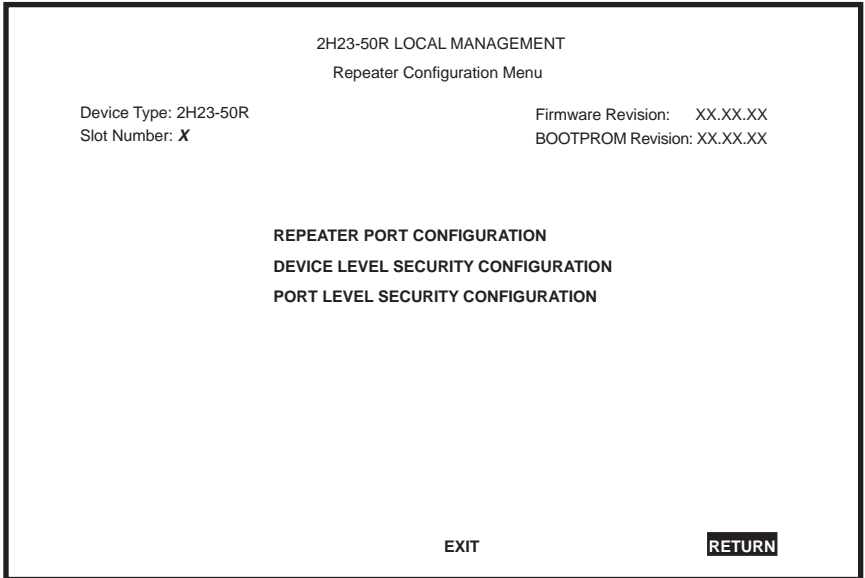 2H23-50R LOCAL MANAGEMENT
Repeater Configuration Menu
Device Type: 2H23-50R Firmware Revision: XX.XX.XX
Slot Number: X BOOTPROM Revision: XX.XX.XX
REPEATER PORT CONFIGURATION
DEVICE LEVEL SECURITY CONFIGURATION
PORT LEVEL SECURITY CONFIGURATION
EXIT RETURN